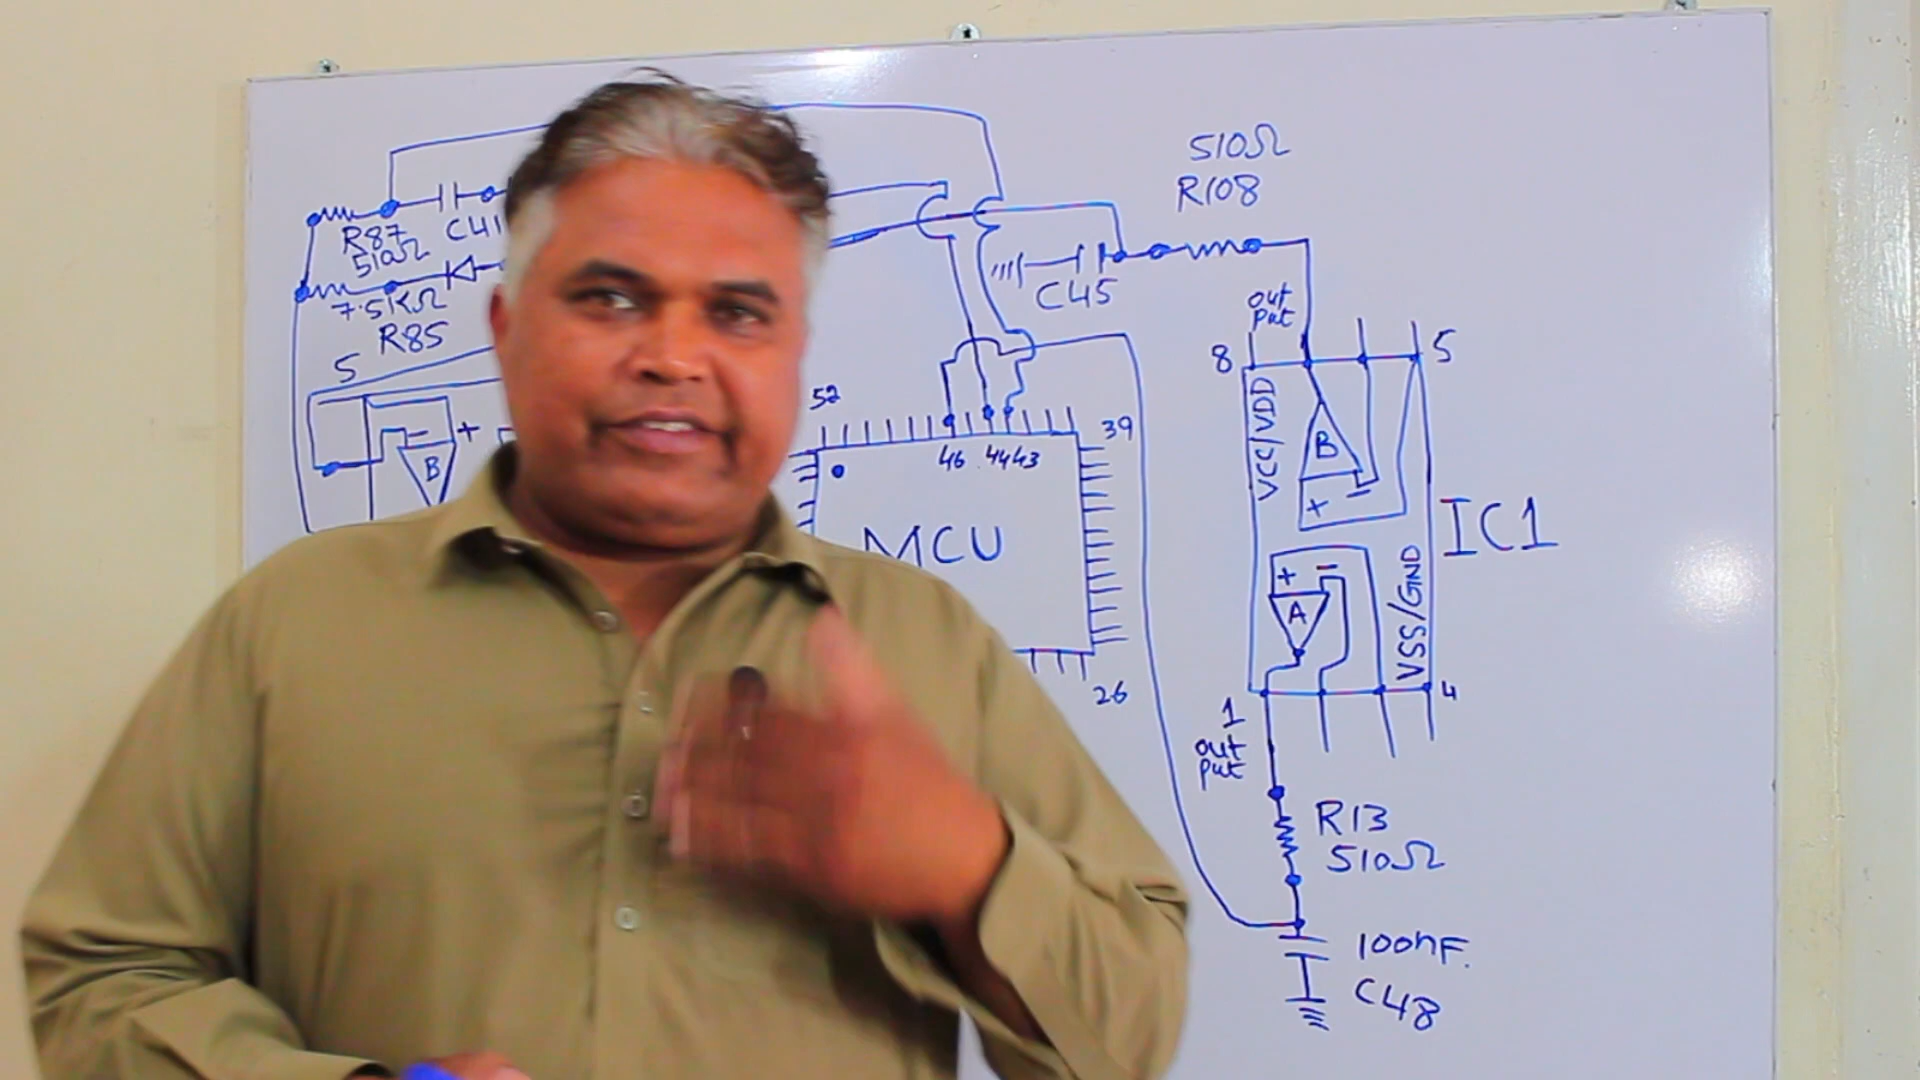 510Ω
R108
R87
510Ω
C41
7.5KΩ
R85
C45
out
put
5
8
5
52
39
+
-
B
46 44 43
VCC/VDD
B
+
-
MCU
IC1
+
-
A
VSS/GND
26
1
4
out
put
R13
510Ω
100nF.
C48